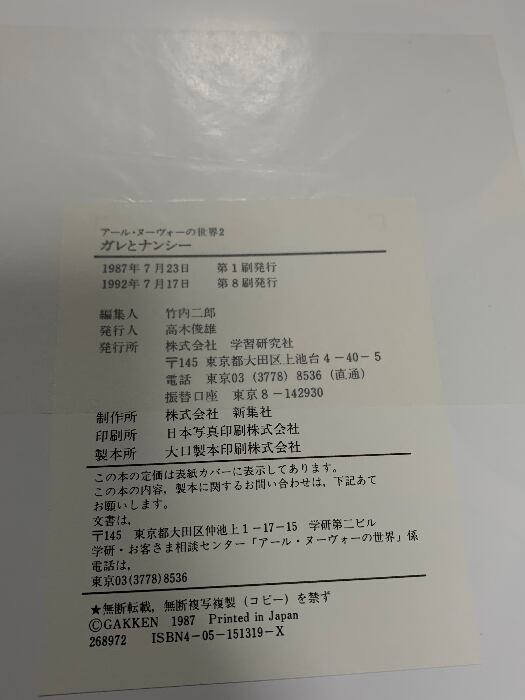 アール・ヌーヴォーの世界2
ガレとナンシー
1987年7月23日 第1刷発行
1992年7月17日 第8刷発行
編集人 竹内二郎
発行人 高木俊雄
発行所 株式会社 学習研究社
〒145 東京都大田区上池台4-40-5
電話 東京03 (3778) 8536 (直通)
振替口座 東京8-142930
制作所 株式会社 新集社
印刷所 日本写真印刷株式会社
製本所 大口製本印刷株式会社
この本の定価は表紙カバーに表示してあります。
この本の内容，製本に関するお問い合わせは，下記あて
お願いします。
文書は，
〒145 東京都大田区仲池上1-17-15 学研第二ビル
学研・お客さま相談センター「アール・ヌーヴォーの世界」係
電話は，
東京03(3778)8536
★無断転載，無断複写複製（コピー）を禁ず
©GAKKEN 1987 Printed in Japan
268972 ISBN4-05-151319-X